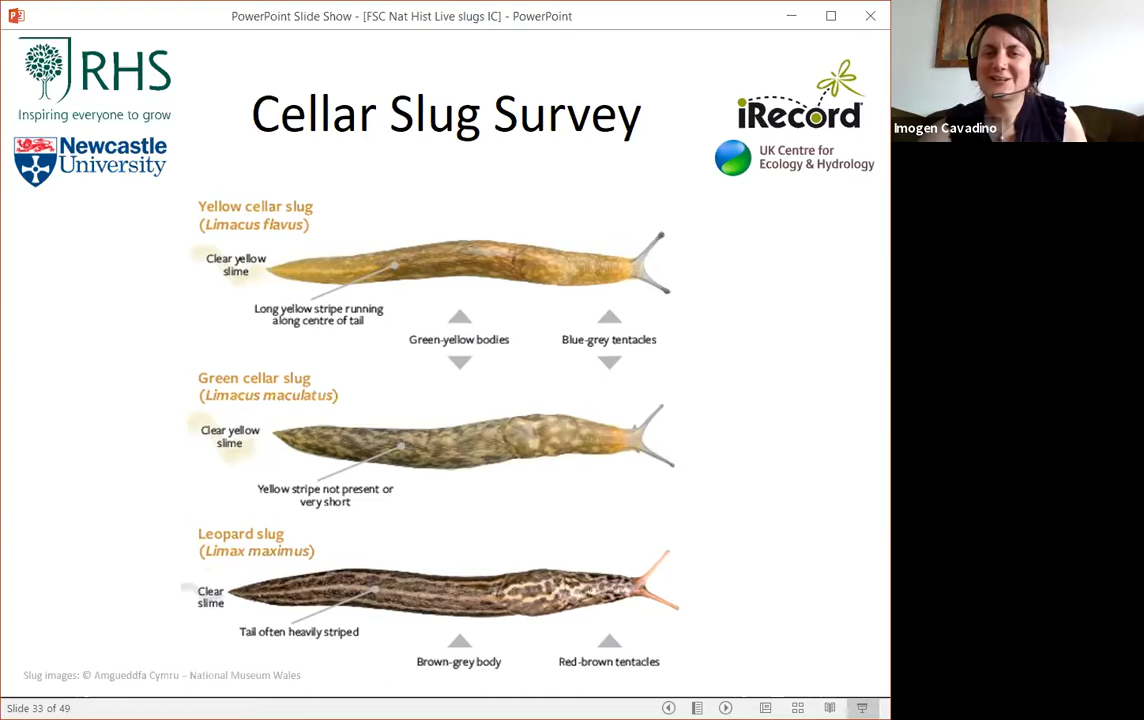 PowerPoint Slide Show - [FSC Nat Hist Live slugs IC] - PowerPoint
RHS
Inspiring everyone to grow
Newcastle
University
Cellar Slug Survey
iRecord
UK Centre for
Ecology & Hydrology
Imogen Cavadino
Yellow cellar slug
(Limacus flavus)
Clear yellow
slime
Long yellow stripe running
along centre of tail
Green-yellow bodies
Blue-grey tentacles
Green cellar slug
(Limacus maculatus)
Clear yellow
slime
Yellow stripe not present or
very short
Leopard slug
(Limax maximus)
Clear
slime
Tail often heavily striped
Brown-grey body
Red-brown tentacles
Slug images: © Amgueddfa Cymru – National Museum Wales
Slide 33 of 49